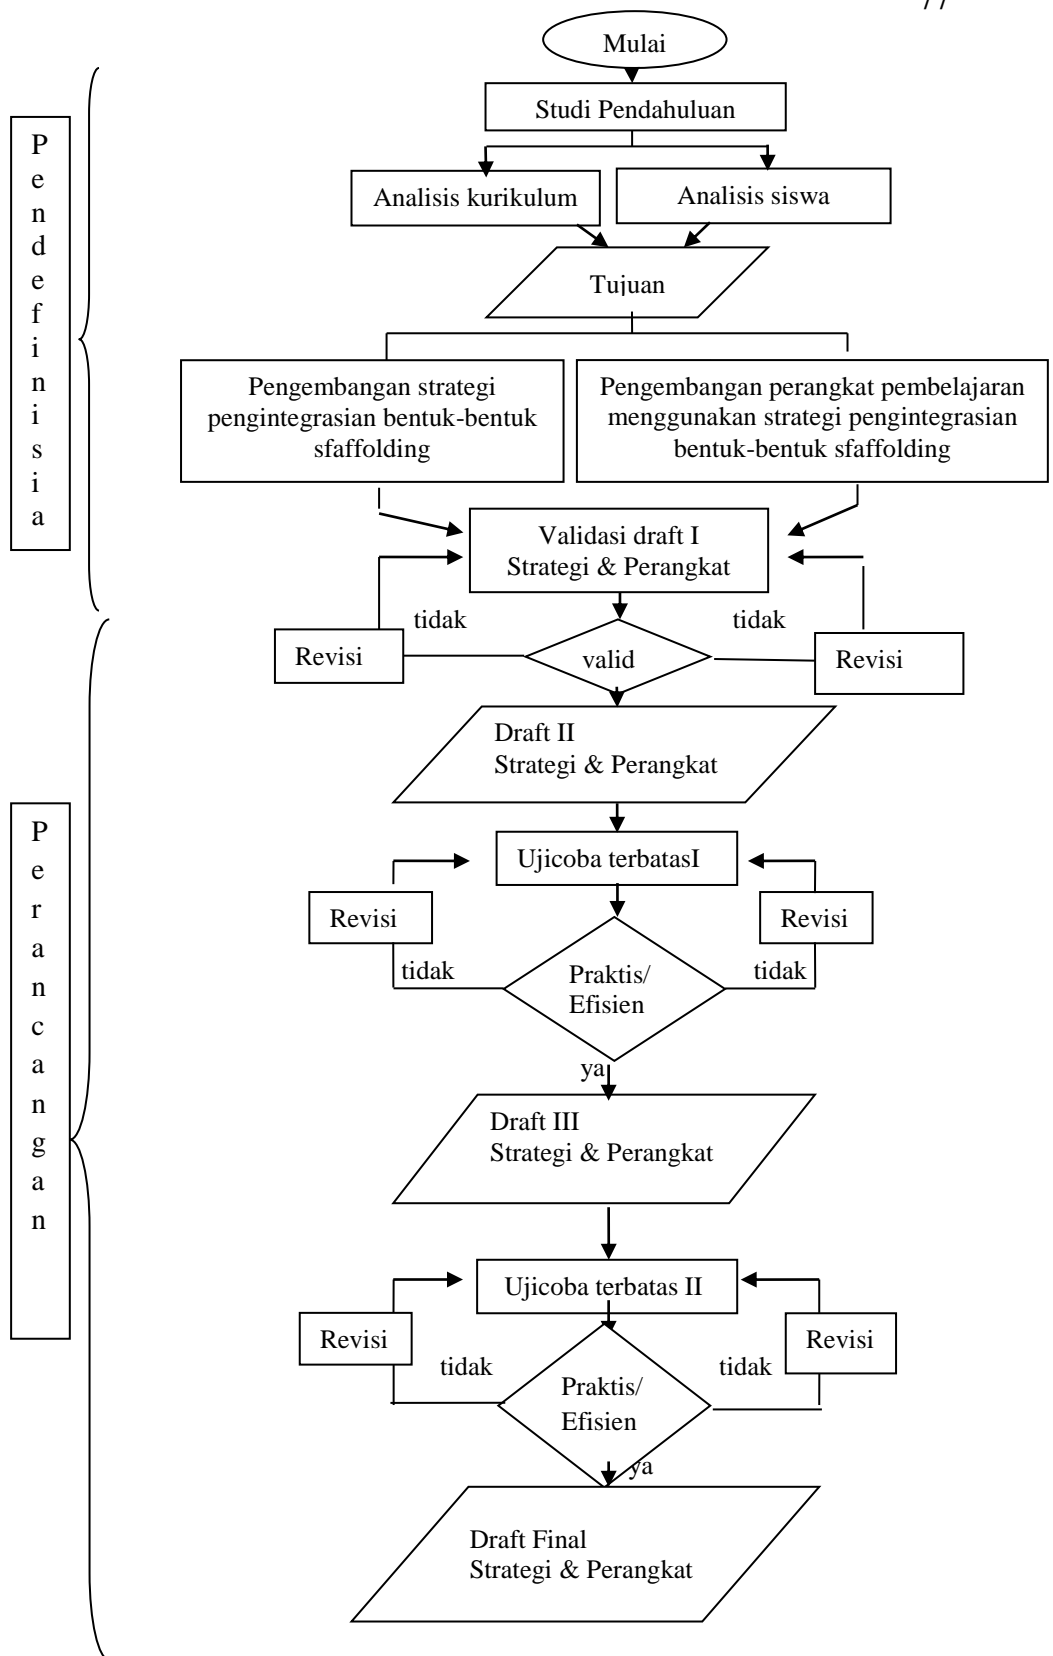 77
Mulai
Studi Pendahuluan
Analisis kurikulum
Analisis siswa
Tujuan
Pendefinisia
Pengembangan strategi
pengintegrasian bentuk-bentuk
sfaffolding
Pengembangan perangkat pembelajaran
menggunakan strategi pengintegrasian
bentuk-bentuk sfaffolding
Validasi draft I
Strategi & Perangkat
tidak
tidak
Revisi
valid
Revisi
Draft II
Strategi & Perangkat
Perancangan
Ujicoba terbatasI
Revisi
Revisi
tidak
Praktis/
Efisien
tidak
ya
Draft III
Strategi & Perangkat
Ujicoba terbatas II
Revisi
Revisi
tidak
Praktis/
Efisien
tidak
ya
Draft Final
Strategi & Perangkat